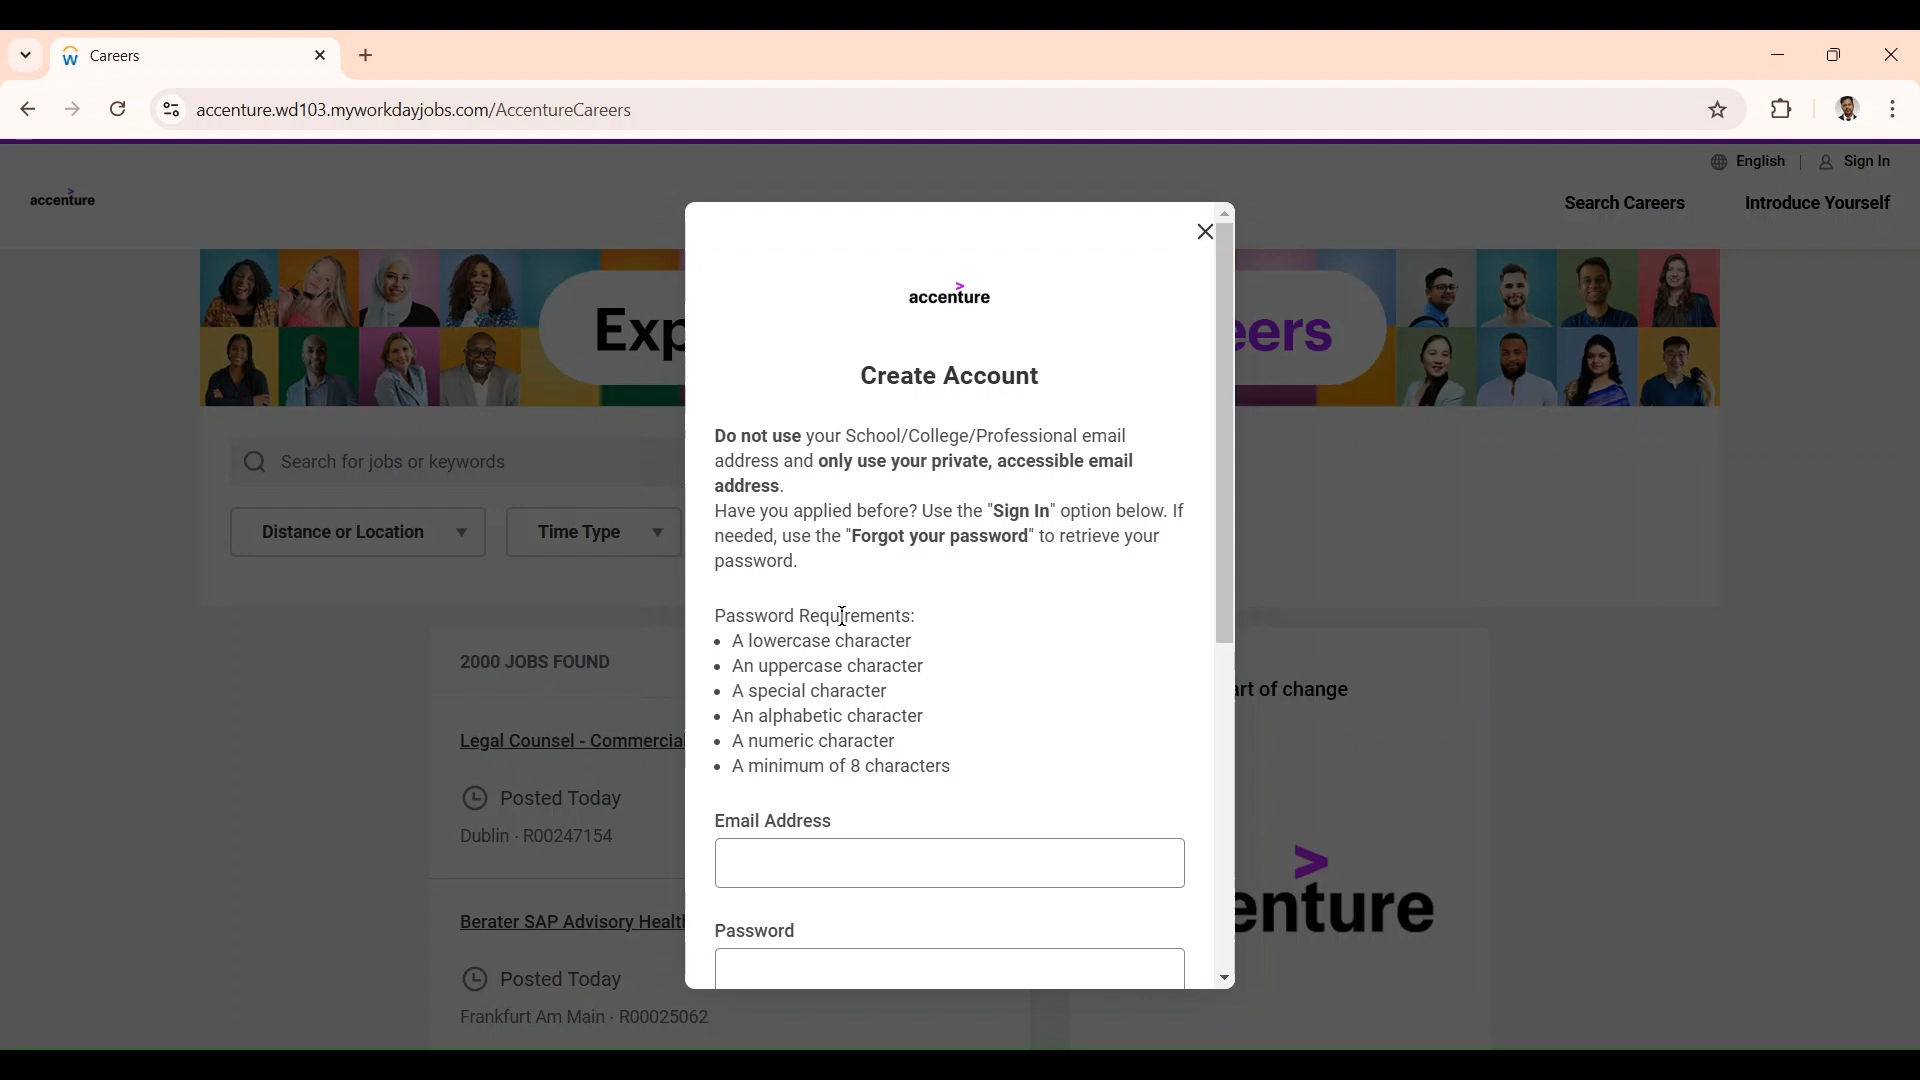 Careers
accenture.wd103.myworkdayjobs.com/AccentureCareers
English
Sign In
accenture
Search Careers
Introduce Yourself
Exp
eers
Search for jobs or keywords
Distance or Location
Time Type
2000 JOBS FOUND
Legal Counsel - Commercial
Posted Today
Dublin · R00247154
Berater SAP Advisory Health
Posted Today
Frankfurt Am Main · R00025062
accenture
Create Account
Do not use your School/College/Professional email
address and only use your private, accessible email
address.
Have you applied before? Use the "Sign In" option below. If
needed, use the "Forgot your password" to retrieve your
password.
Password Requirements:
• A lowercase character
• An uppercase character
• A special character
• An alphabetic character
• A numeric character
• A minimum of 8 characters
Email Address
Password
art of change
enture